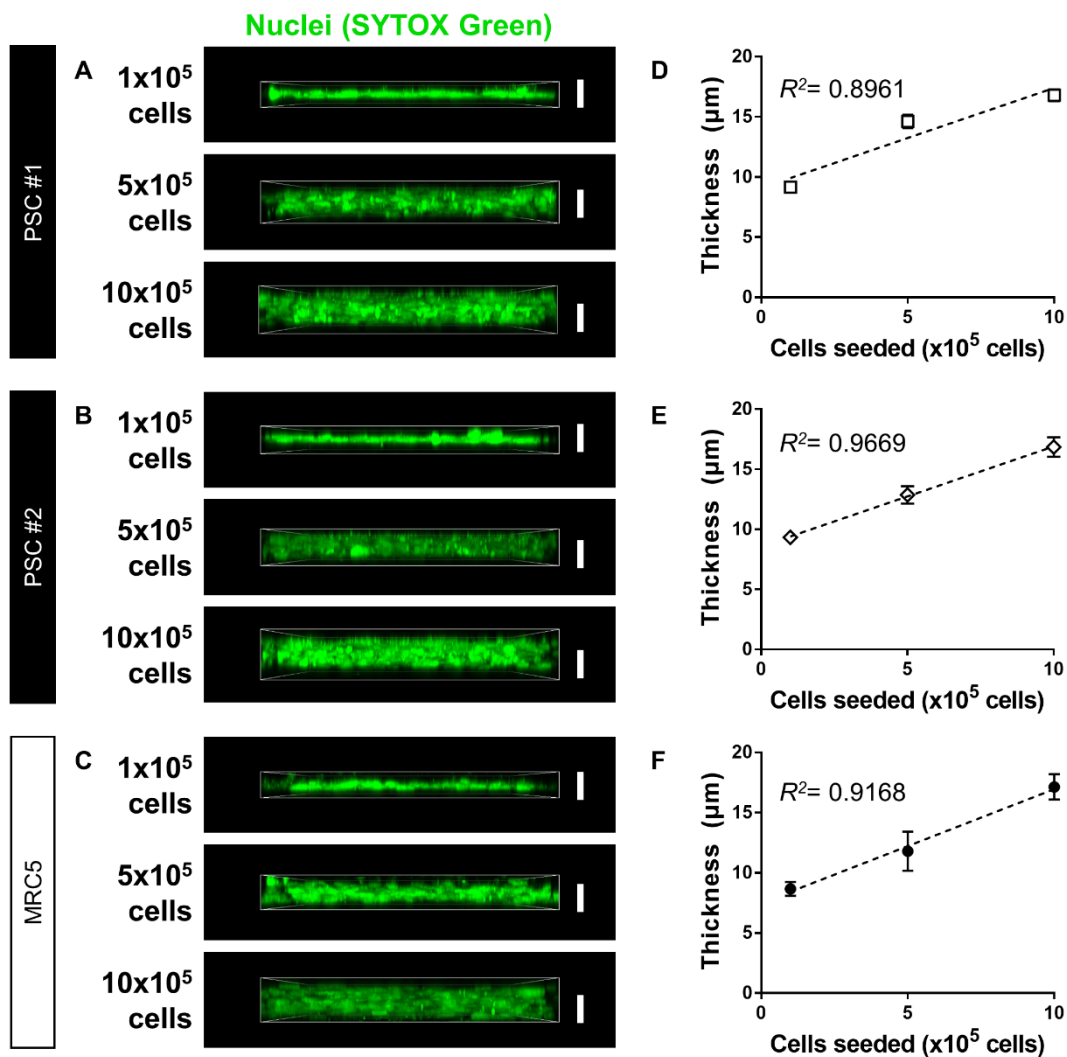 Nuclei (SYTOX Green)
PSC #1
A
1x10⁵
cells
5x10⁵
cells
10x10⁵
cells
D
R²= 0.8961
Thickness (μm)
20
15
10
5
0
0
5
10
Cells seeded (x10⁵ cells)
PSC #2
B
1x10⁵
cells
5x10⁵
cells
10x10⁵
cells
E
R²= 0.9669
Thickness (μm)
20
15
10
5
0
0
5
10
Cells seeded (x10⁵ cells)
MRC5
C
1x10⁵
cells
5x10⁵
cells
10x10⁵
cells
F
R²= 0.9168
Thickness (μm)
20
15
10
5
0
0
5
10
Cells seeded (x10⁵ cells)